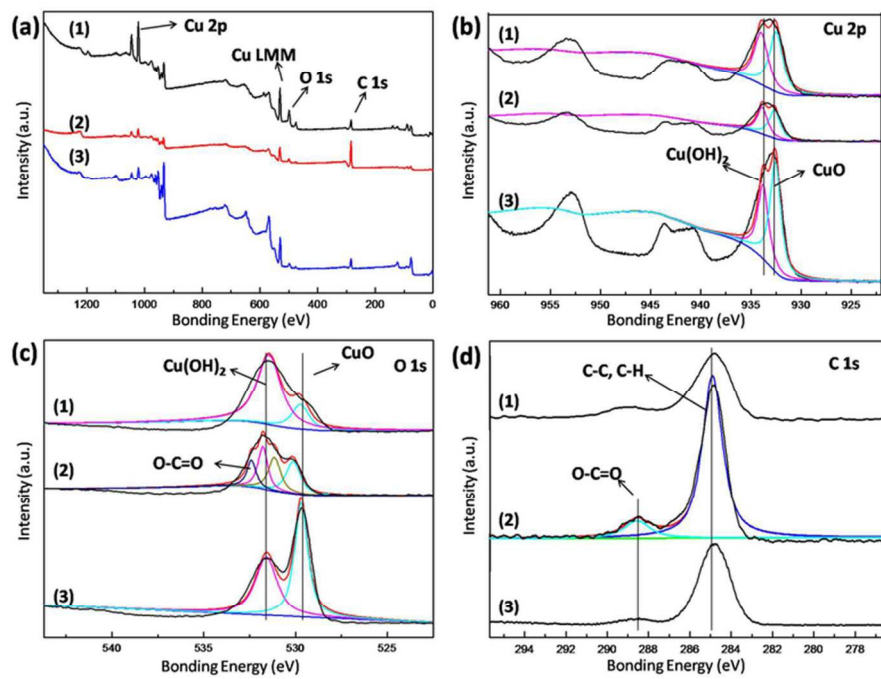 (a)
(1)
Cu 2p
Cu LMM
O 1s
C 1s
(2)
(3)
Intensity (a.u.)
1200 1000 800 600 400 200 0
Bonding Energy (eV)
(b)
Cu 2p
(1)
(2)
Cu(OH)2
CuO
(3)
Intensity (a.u.)
960 955 950 945 940 935 930 925
Bonding Energy (eV)
(c)
O 1s
Cu(OH)2
CuO
(1)
O-C=O
(2)
(3)
Intensity (a.u.)
540 535 530 525
Bonding Energy (eV)
(d)
C 1s
C-C, C-H
(1)
O-C=O
(2)
(3)
Intensity (a.u.)
296 294 292 290 288 286 284 282 280 278 276
Bonding Energy (eV)